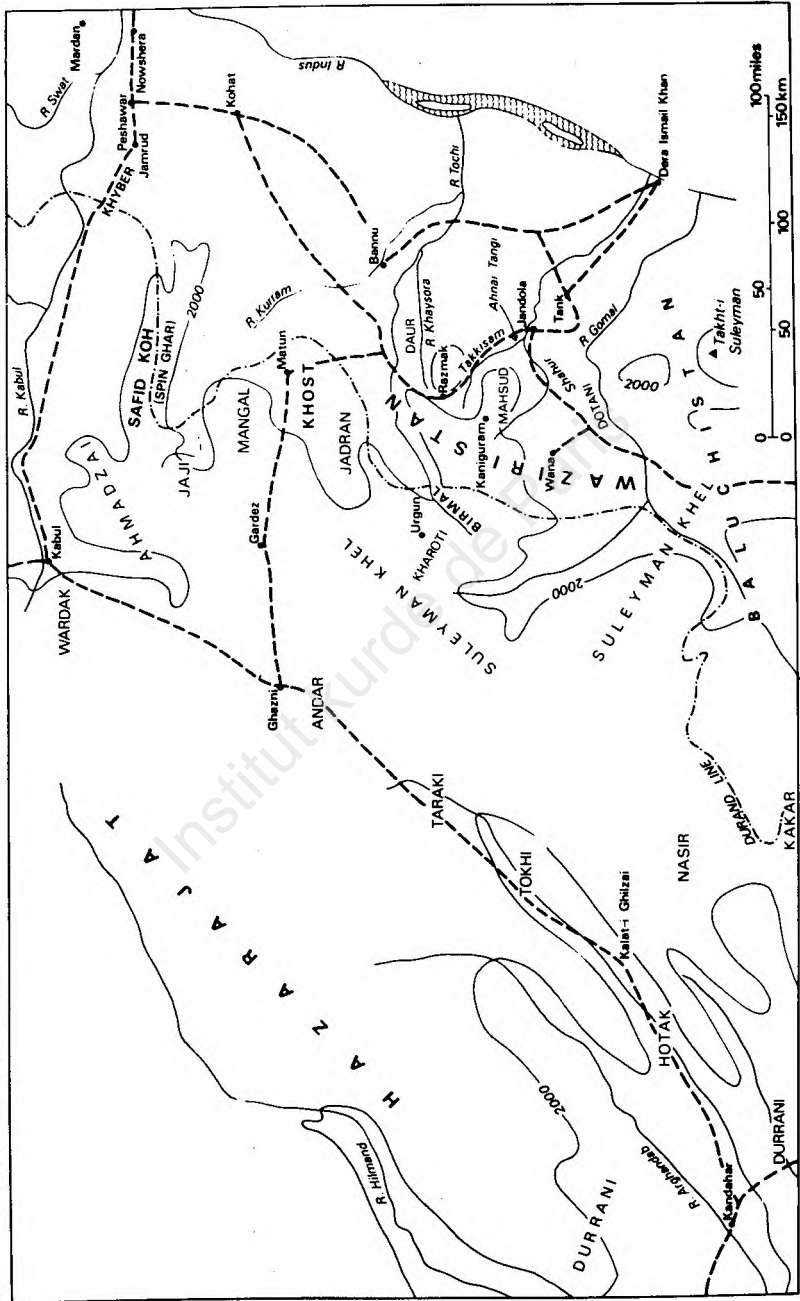 R. Swat
Mardan
Peshawar
Nowshera
Jamrud
KHYBER
R. Kabul
Kabul
WARDAK
AHMADZAI
SAFID KOH
(SPIN GHARI)
2000
JAJI
MANGAL
Matun
KHOST
JADRAN
Gardez
Ghazni
ANDAR
Kohat
R. Indus
R. Kurram
Bannu
R. Tochi
DAUR
R. Khaysora
Razmak
Ahnai Tangi
Takkisam
Jandola
Tank
Dera Ismail Khan
Shahur
R. Gomal
MAHSUD
Kaniguram
Wana
DOTANI
WAZIRISTAN
BIRMAL
Urgun
KHAROTI
SULEYMAN KHEL
SULEYMAN KHEL
2000
2000
Takht-i
Suleyman
BALUCHISTAN
DURAND LINE
KAKAR
NASIR
TARAKI
TOKHI
Kalat-i Ghilzai
HOTAK
HAZARAJAT
R. Hilmand
2000
R. Arghandab
DURRANI
Kandahar
DURRANI
0 50 100 miles
0 50 100 150 km
Institut kurde de Paris